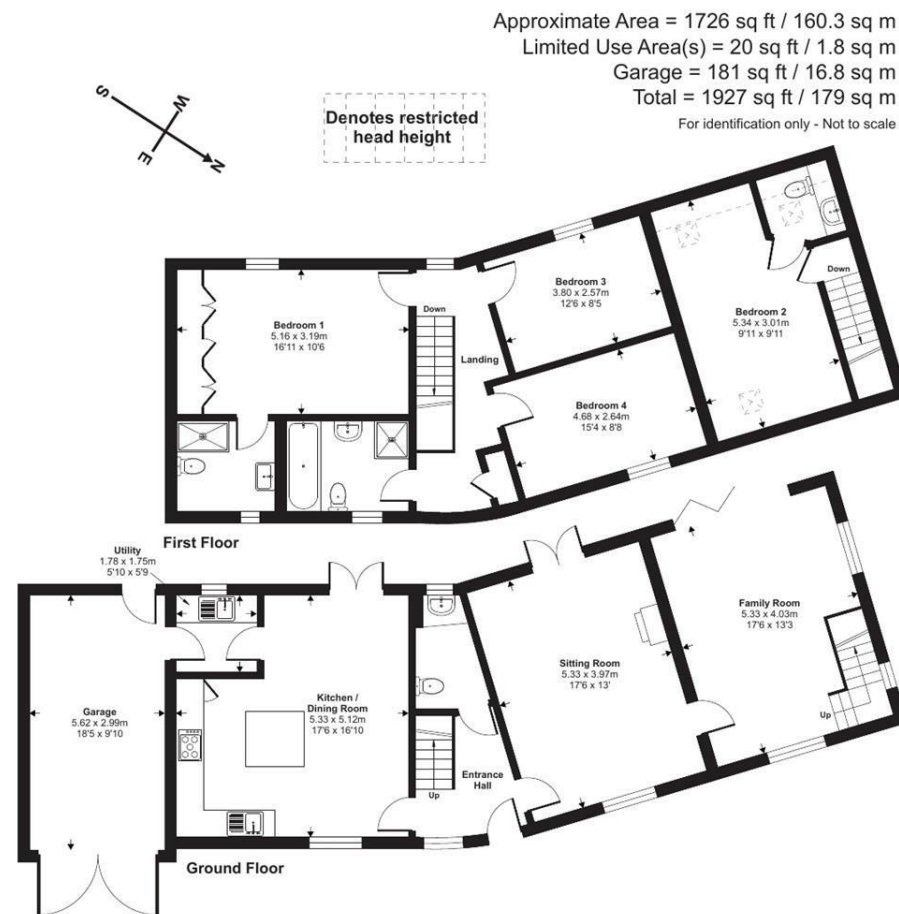 Approximate Area = 1726 sq ft / 160.3 sq m
Limited Use Area(s) = 20 sq ft / 1.8 sq m
Garage = 181 sq ft / 16.8 sq m
Total = 1927 sq ft / 179 sq m
For identification only - Not to scale
S
W
E
N
Denotes restricted
head height
Bedroom 1
5.16 x 3.19m
16'11 x 10'6
Down
Landing
Bedroom 3
3.80 x 2.57m
12'6 x 8'5
Bedroom 4
4.68 x 2.64m
15'4 x 8'8
Bedroom 2
5.34 x 3.01m
9'11 x 9'11
Down
First Floor
Utility
1.78 x 1.75m
5'10 x 5'9
Garage
5.62 x 2.99m
18'5 x 9'10
Kitchen /
Dining Room
5.33 x 5.12m
17'6 x 16'10
Up
Entrance
Hall
Sitting Room
5.33 x 3.97m
17'6 x 13'
Family Room
5.33 x 4.03m
17'6 x 13'3
Up
Ground Floor